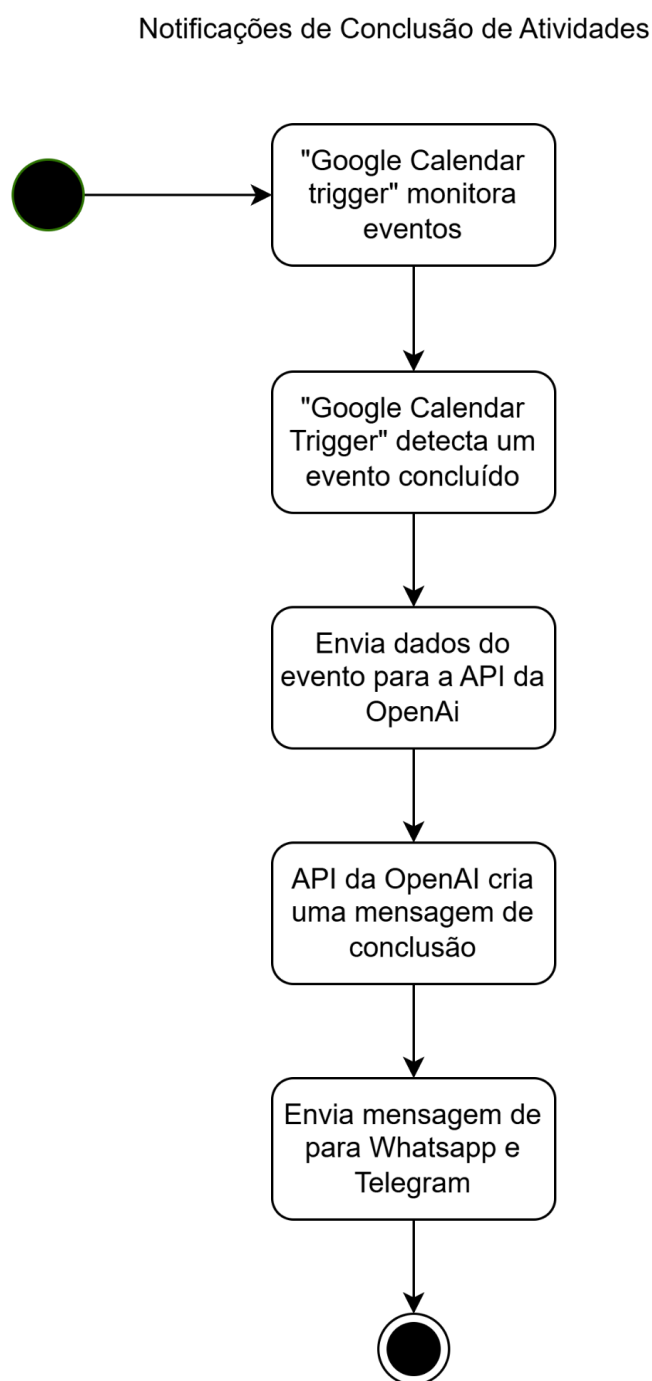 Notificações de Conclusão de Atividades
"Google Calendar
trigger" monitora
eventos
"Google Calendar
Trigger" detecta um
evento concluído
Envia dados do
evento para a API da
OpenAi
API da OpenAI cria
uma mensagem de
conclusão
Envia mensagem de
para Whatsapp e
Telegram